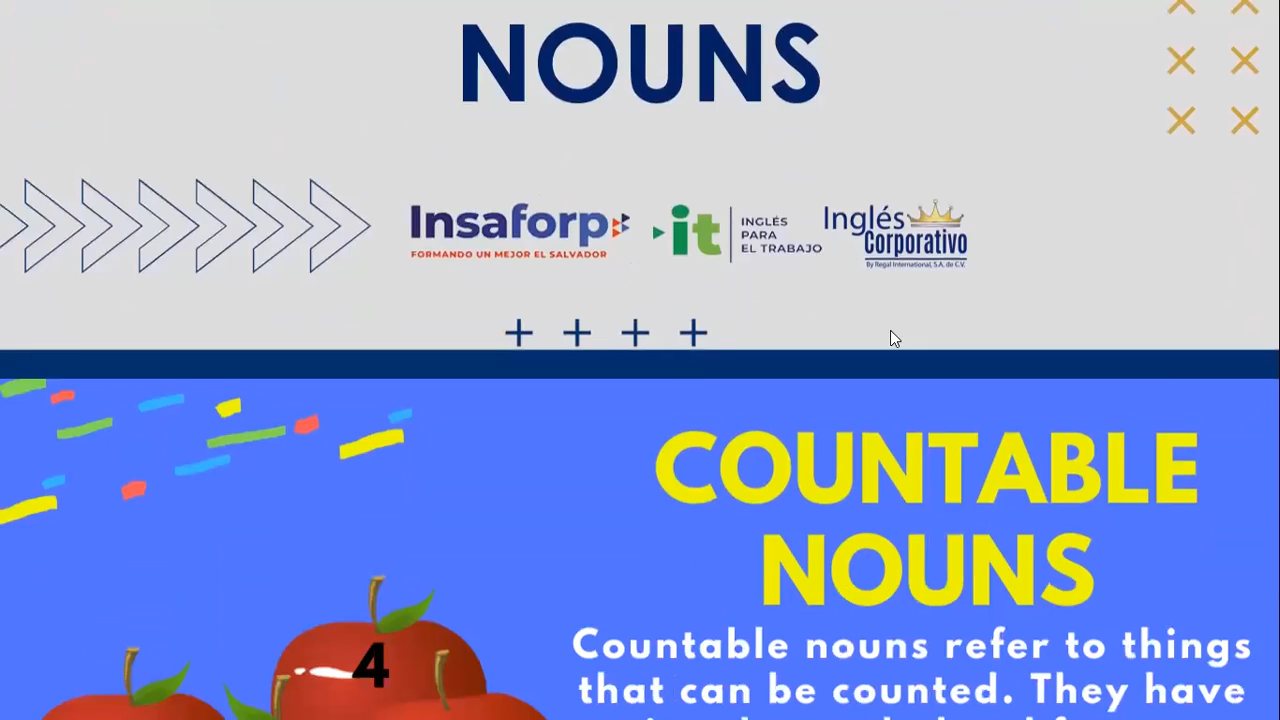 NOUNS
Insaforp
FORMANDO UN MEJOR EL SALVADOR
it
INGLÉS
PARA
EL TRABAJO
Inglés
Corporativo
By Regal International, S.A. de C.V.
COUNTABLE
NOUNS
4
Countable nouns refer to things
that can be counted. They have